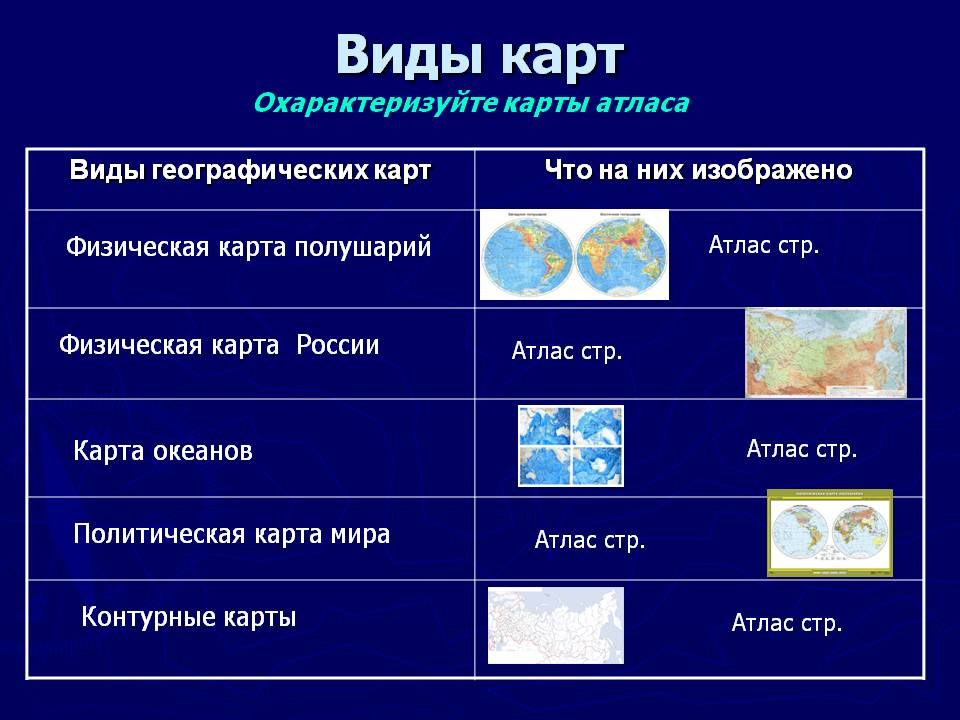 Виды карт
Охарактеризуйте карты атласа
Виды географических карт
Что на них изображено
Физическая карта полушарий
Атлас стр.
Физическая карта  России
Атлас стр.
Карта океанов
Атлас стр.
Политическая карта мира
Атлас стр.
Контурные карты
Атлас стр.